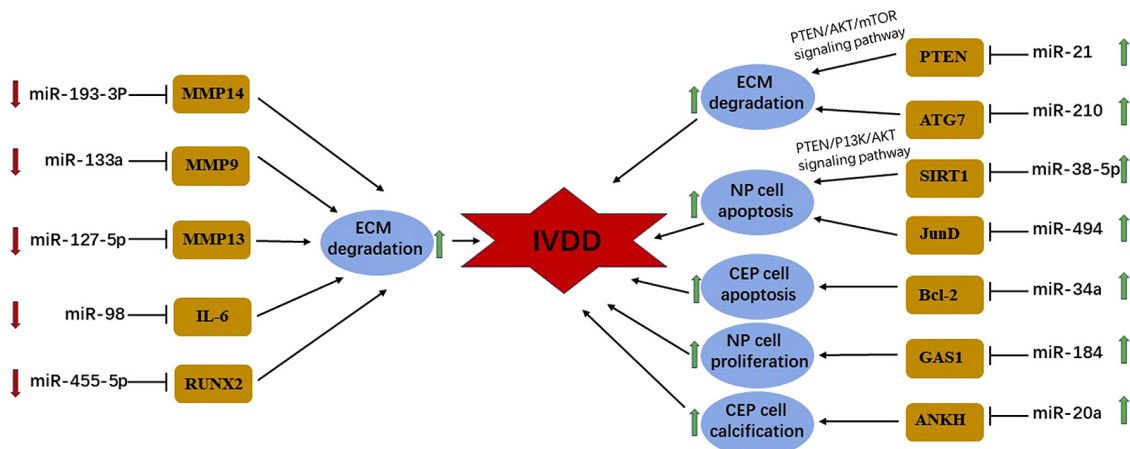 miR-193-3P
MMP14
miR-133a
MMP9
miR-127-5p
MMP13
miR-98
IL-6
miR-455-5p
RUNX2
ECM
degradation
IVDD
PTEN/AKT/mTOR
signaling pathway
ECM
degradation
PTEN
miR-21
ATG7
miR-210
PTEN/P13K/AKT
signaling pathway
NP cell
apoptosis
SIRT1
miR-38-5p
JunD
miR-494
CEP cell
apoptosis
Bcl-2
miR-34a
NP cell
proliferation
GAS1
miR-184
CEP cell
calcification
ANKH
miR-20a